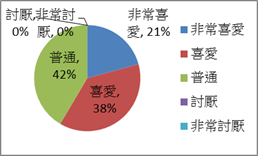 討厭, 0%
非常討厭, 0%
非常喜愛, 21%
普通, 42%
喜愛, 38%
非常喜愛
喜愛
普通
討厭
非常討厭